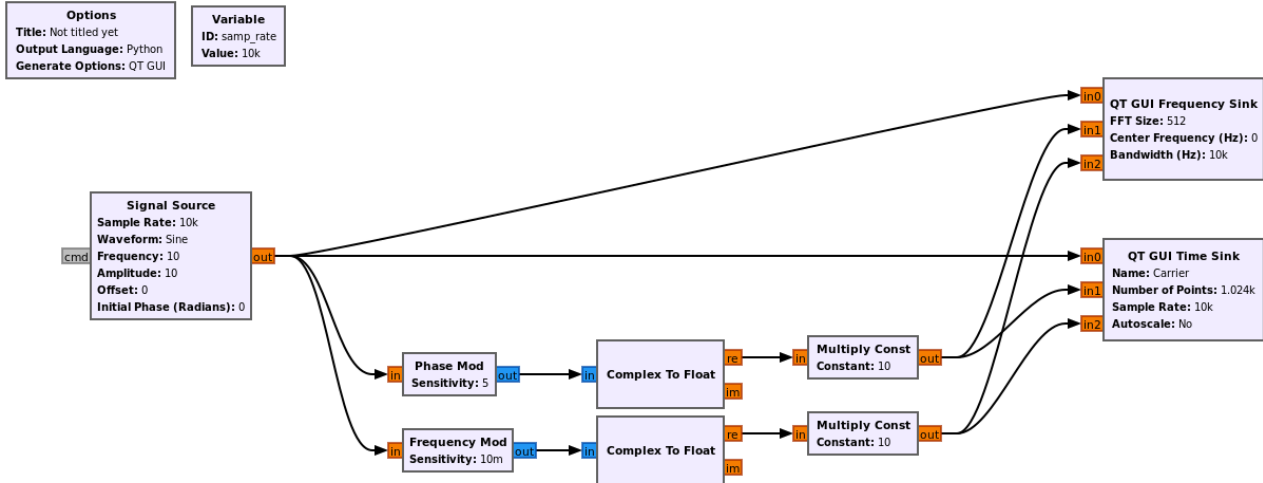 Options
Title: Not titled yet
Output Language: Python
Generate Options: QT GUI
Variable
ID: samp_rate
Value: 10k
in0
in1
in2
QT GUI Frequency Sink
FFT Size: 512
Center Frequency (Hz): 0
Bandwidth (Hz): 10k
cmd
Signal Source
Sample Rate: 10k
Waveform: Sine
Frequency: 10
Amplitude: 10
Offset: 0
Initial Phase (Radians): 0
out
in0
in1
in2
QT GUI Time Sink
Name: Carrier
Number of Points: 1.024k
Sample Rate: 10k
Autoscale: No
in
Phase Mod
Sensitivity: 5
out
in
Complex To Float
re
im
in
Multiply Const
Constant: 10
out
in
Frequency Mod
Sensitivity: 10m
out
in
Complex To Float
re
im
in
Multiply Const
Constant: 10
out